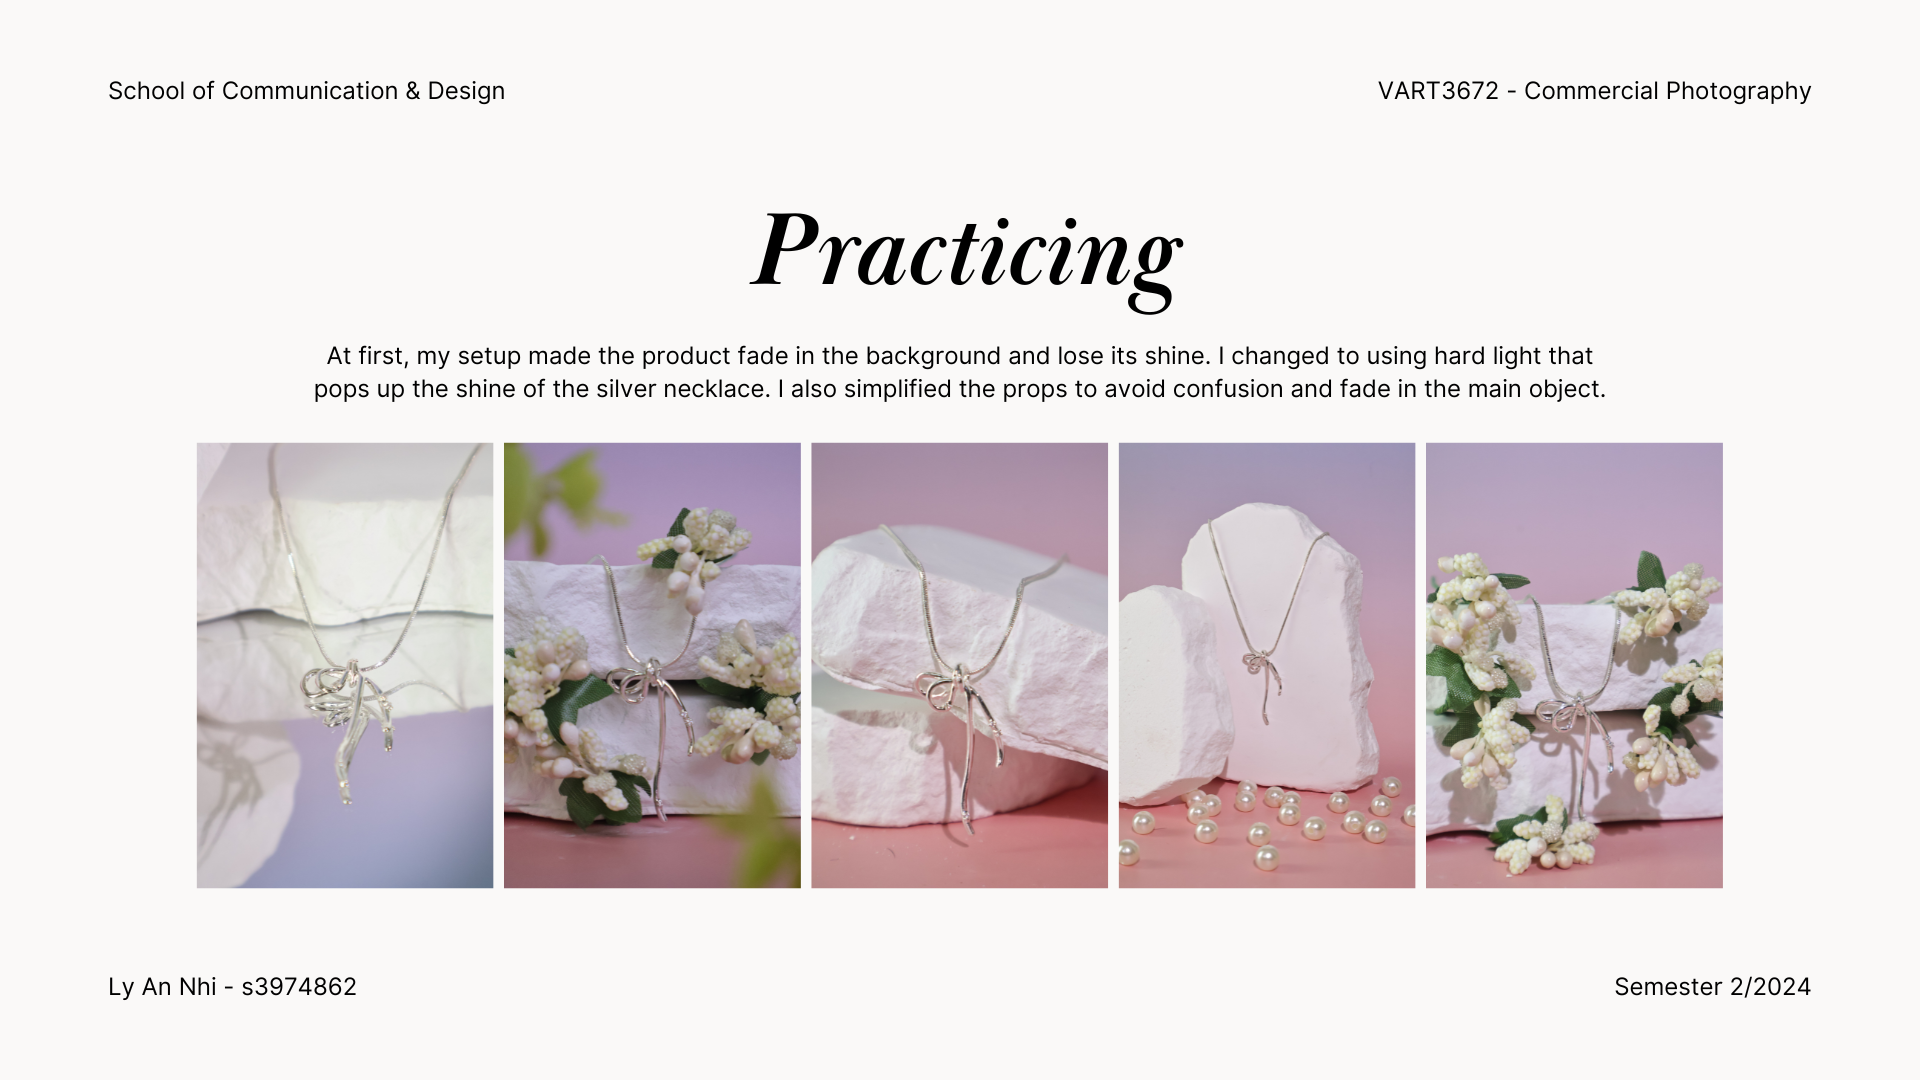 School of Communication & Design
VART3672 - Commercial Photography
Practicing
At first, my setup made the product fade in the background and lose its shine. I changed to using hard light that
pops up the shine of the silver necklace. I also simplified the props to avoid confusion and fade in the main object.
Ly An Nhi - s3974862
Semester 2/2024